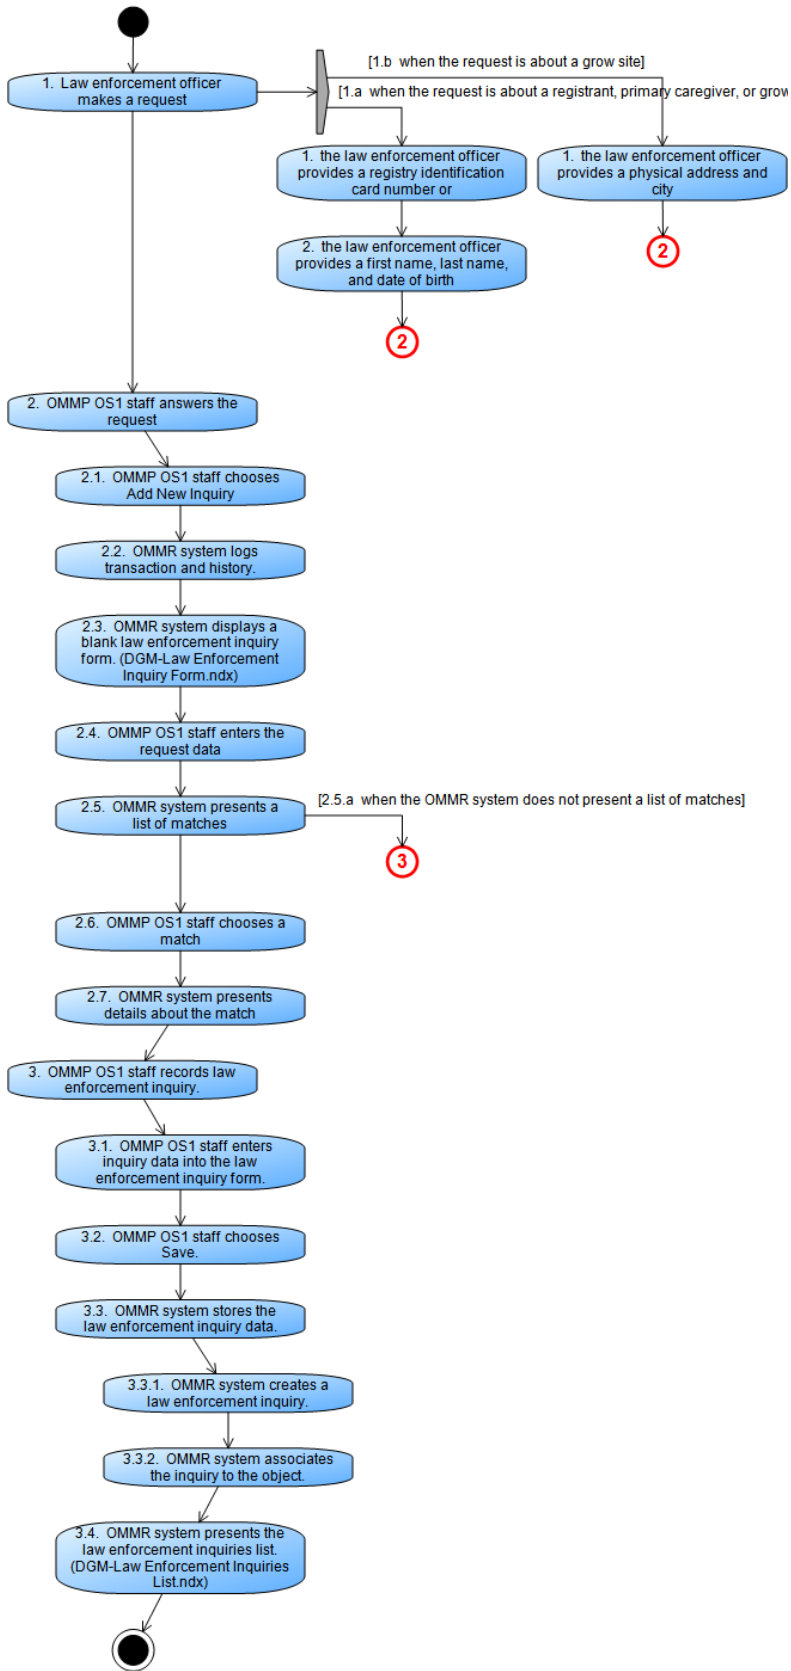 [1.b  when the request is about a grow site]
1.  Law enforcement officer
makes a request
[1.a  when the request is about a registrant, primary caregiver, or grow
1.  the law enforcement officer
provides a registry identification
card number or
1.  the law enforcement officer
provides a physical address and
city
2.  the law enforcement officer
provides a first name, last name,
and date of birth
2
2
2.  OMMP OS1 staff answers the
request
2.1.  OMMP OS1 staff chooses
Add New Inquiry
2.2.  OMMR system logs
transaction and history.
2.3.  OMMR system displays a
blank law enforcement inquiry
form. (DGM-Law Enforcement
Inquiry Form.ndx)
2.4.  OMMP OS1 staff enters the
request data
2.5.  OMMR system presents a
list of matches
[2.5.a  when the OMMR system does not present a list of matches]
3
2.6.  OMMP OS1 staff chooses a
match
2.7.  OMMR system presents
details about the match
3.  OMMP OS1 staff records law
enforcement inquiry.
3.1.  OMMP OS1 staff enters
inquiry data into the law
enforcement inquiry form.
3.2.  OMMP OS1 staff chooses
Save.
3.3.  OMMR system stores the
law enforcement inquiry data.
3.3.1.  OMMR system creates a
law enforcement inquiry.
3.3.2.  OMMR system associates
the inquiry to the object.
3.4.  OMMR system presents the
law enforcement inquiries list.
(DGM-Law Enforcement Inquiries
List.ndx)